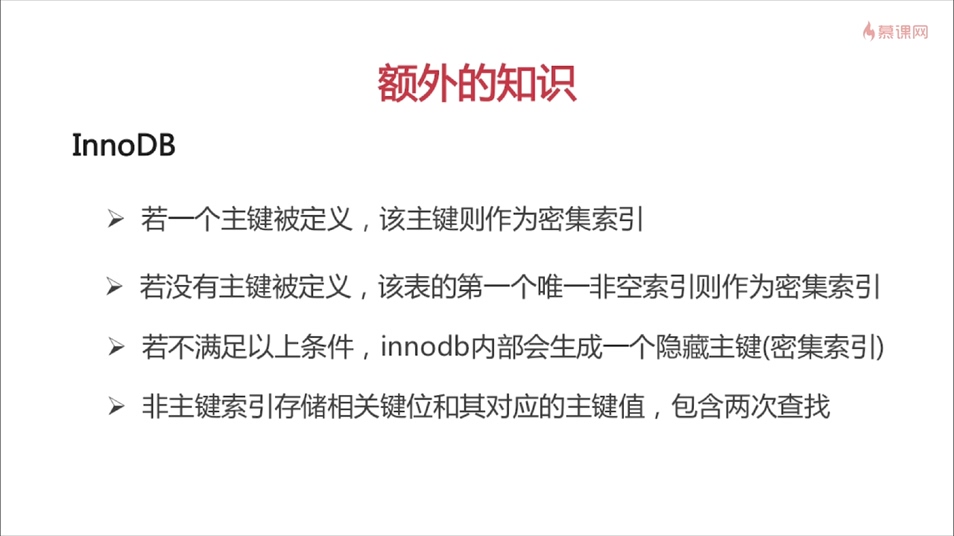 慕课网
额外的知识
InnoDB
若一个主键被定义，该主键则作为密集索引
若没有主键被定义，该表的第一个唯一非空索引则作为密集索引
若不满足以上条件，innodb内部会生成一个隐藏主键(密集索引)
非主键索引存储相关键位和其对应的主键值，包含两次查找